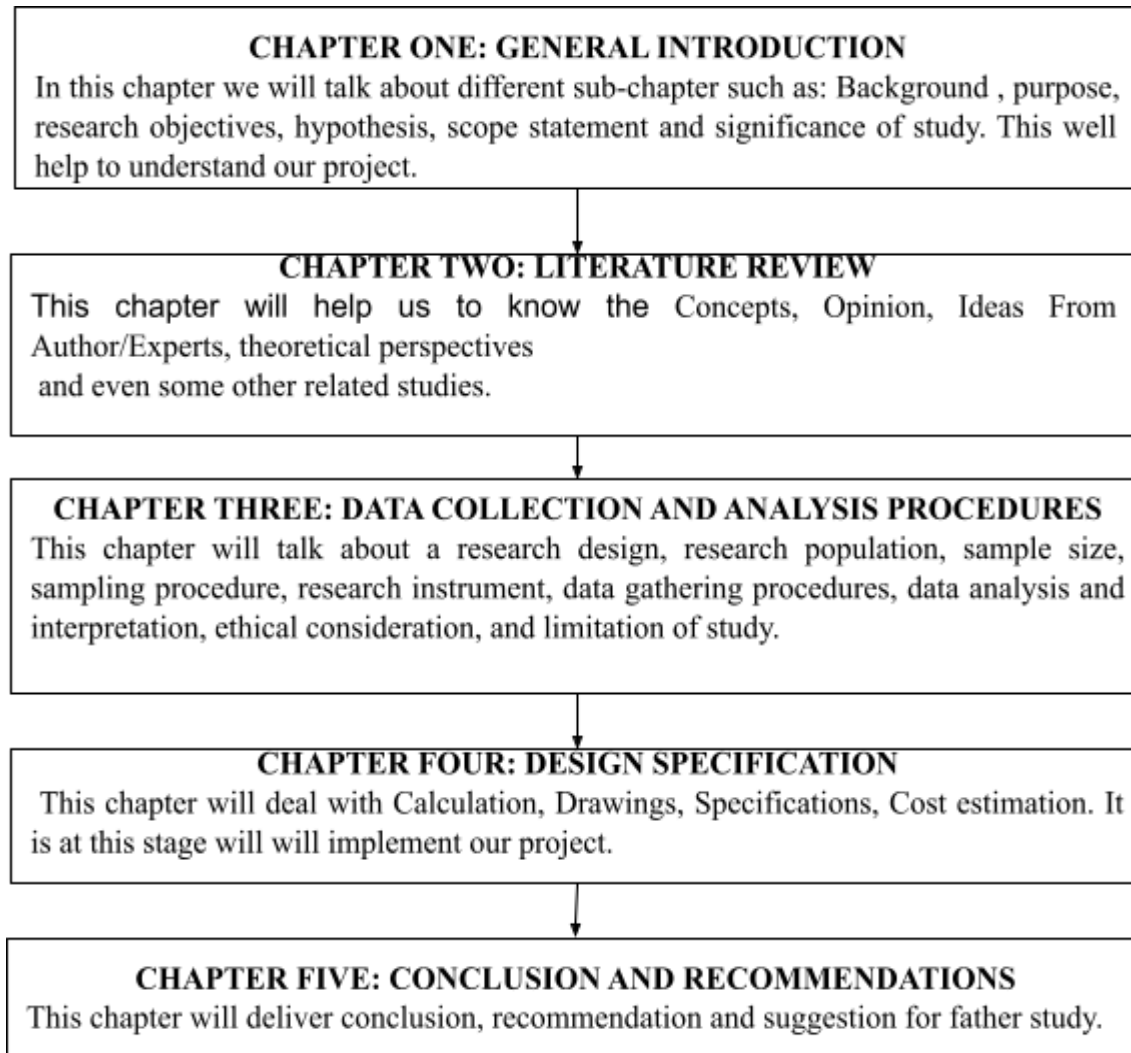 CHAPTER ONE: GENERAL INTRODUCTION
In this chapter we will talk about different sub-chapter such as: Background , purpose,
research objectives, hypothesis, scope statement and significance of study. This well
help to understand our project.
CHAPTER TWO: LITERATURE REVIEW
This chapter will help us to know the Concepts, Opinion, Ideas From
Author/Experts, theoretical perspectives
and even some other related studies.
CHAPTER THREE: DATA COLLECTION AND ANALYSIS PROCEDURES
This chapter will talk about a research design, research population, sample size,
sampling procedure, research instrument, data gathering procedures, data analysis and
interpretation, ethical consideration, and limitation of study.
CHAPTER FOUR: DESIGN SPECIFICATION
This chapter will deal with Calculation, Drawings, Specifications, Cost estimation. It
is at this stage will will implement our project.
CHAPTER FIVE: CONCLUSION AND RECOMMENDATIONS
This chapter will deliver conclusion, recommendation and suggestion for father study.